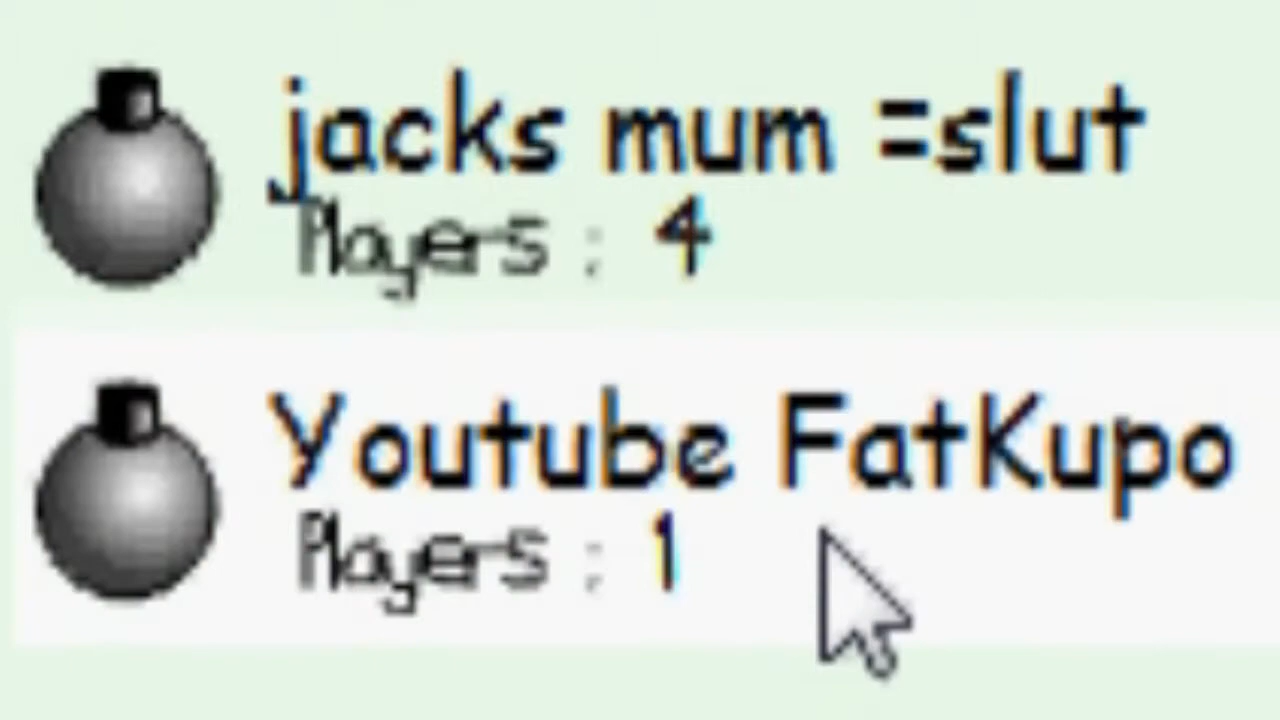 jacks mum =slut
Players : 4
Youtube FatKupo
Players : 1